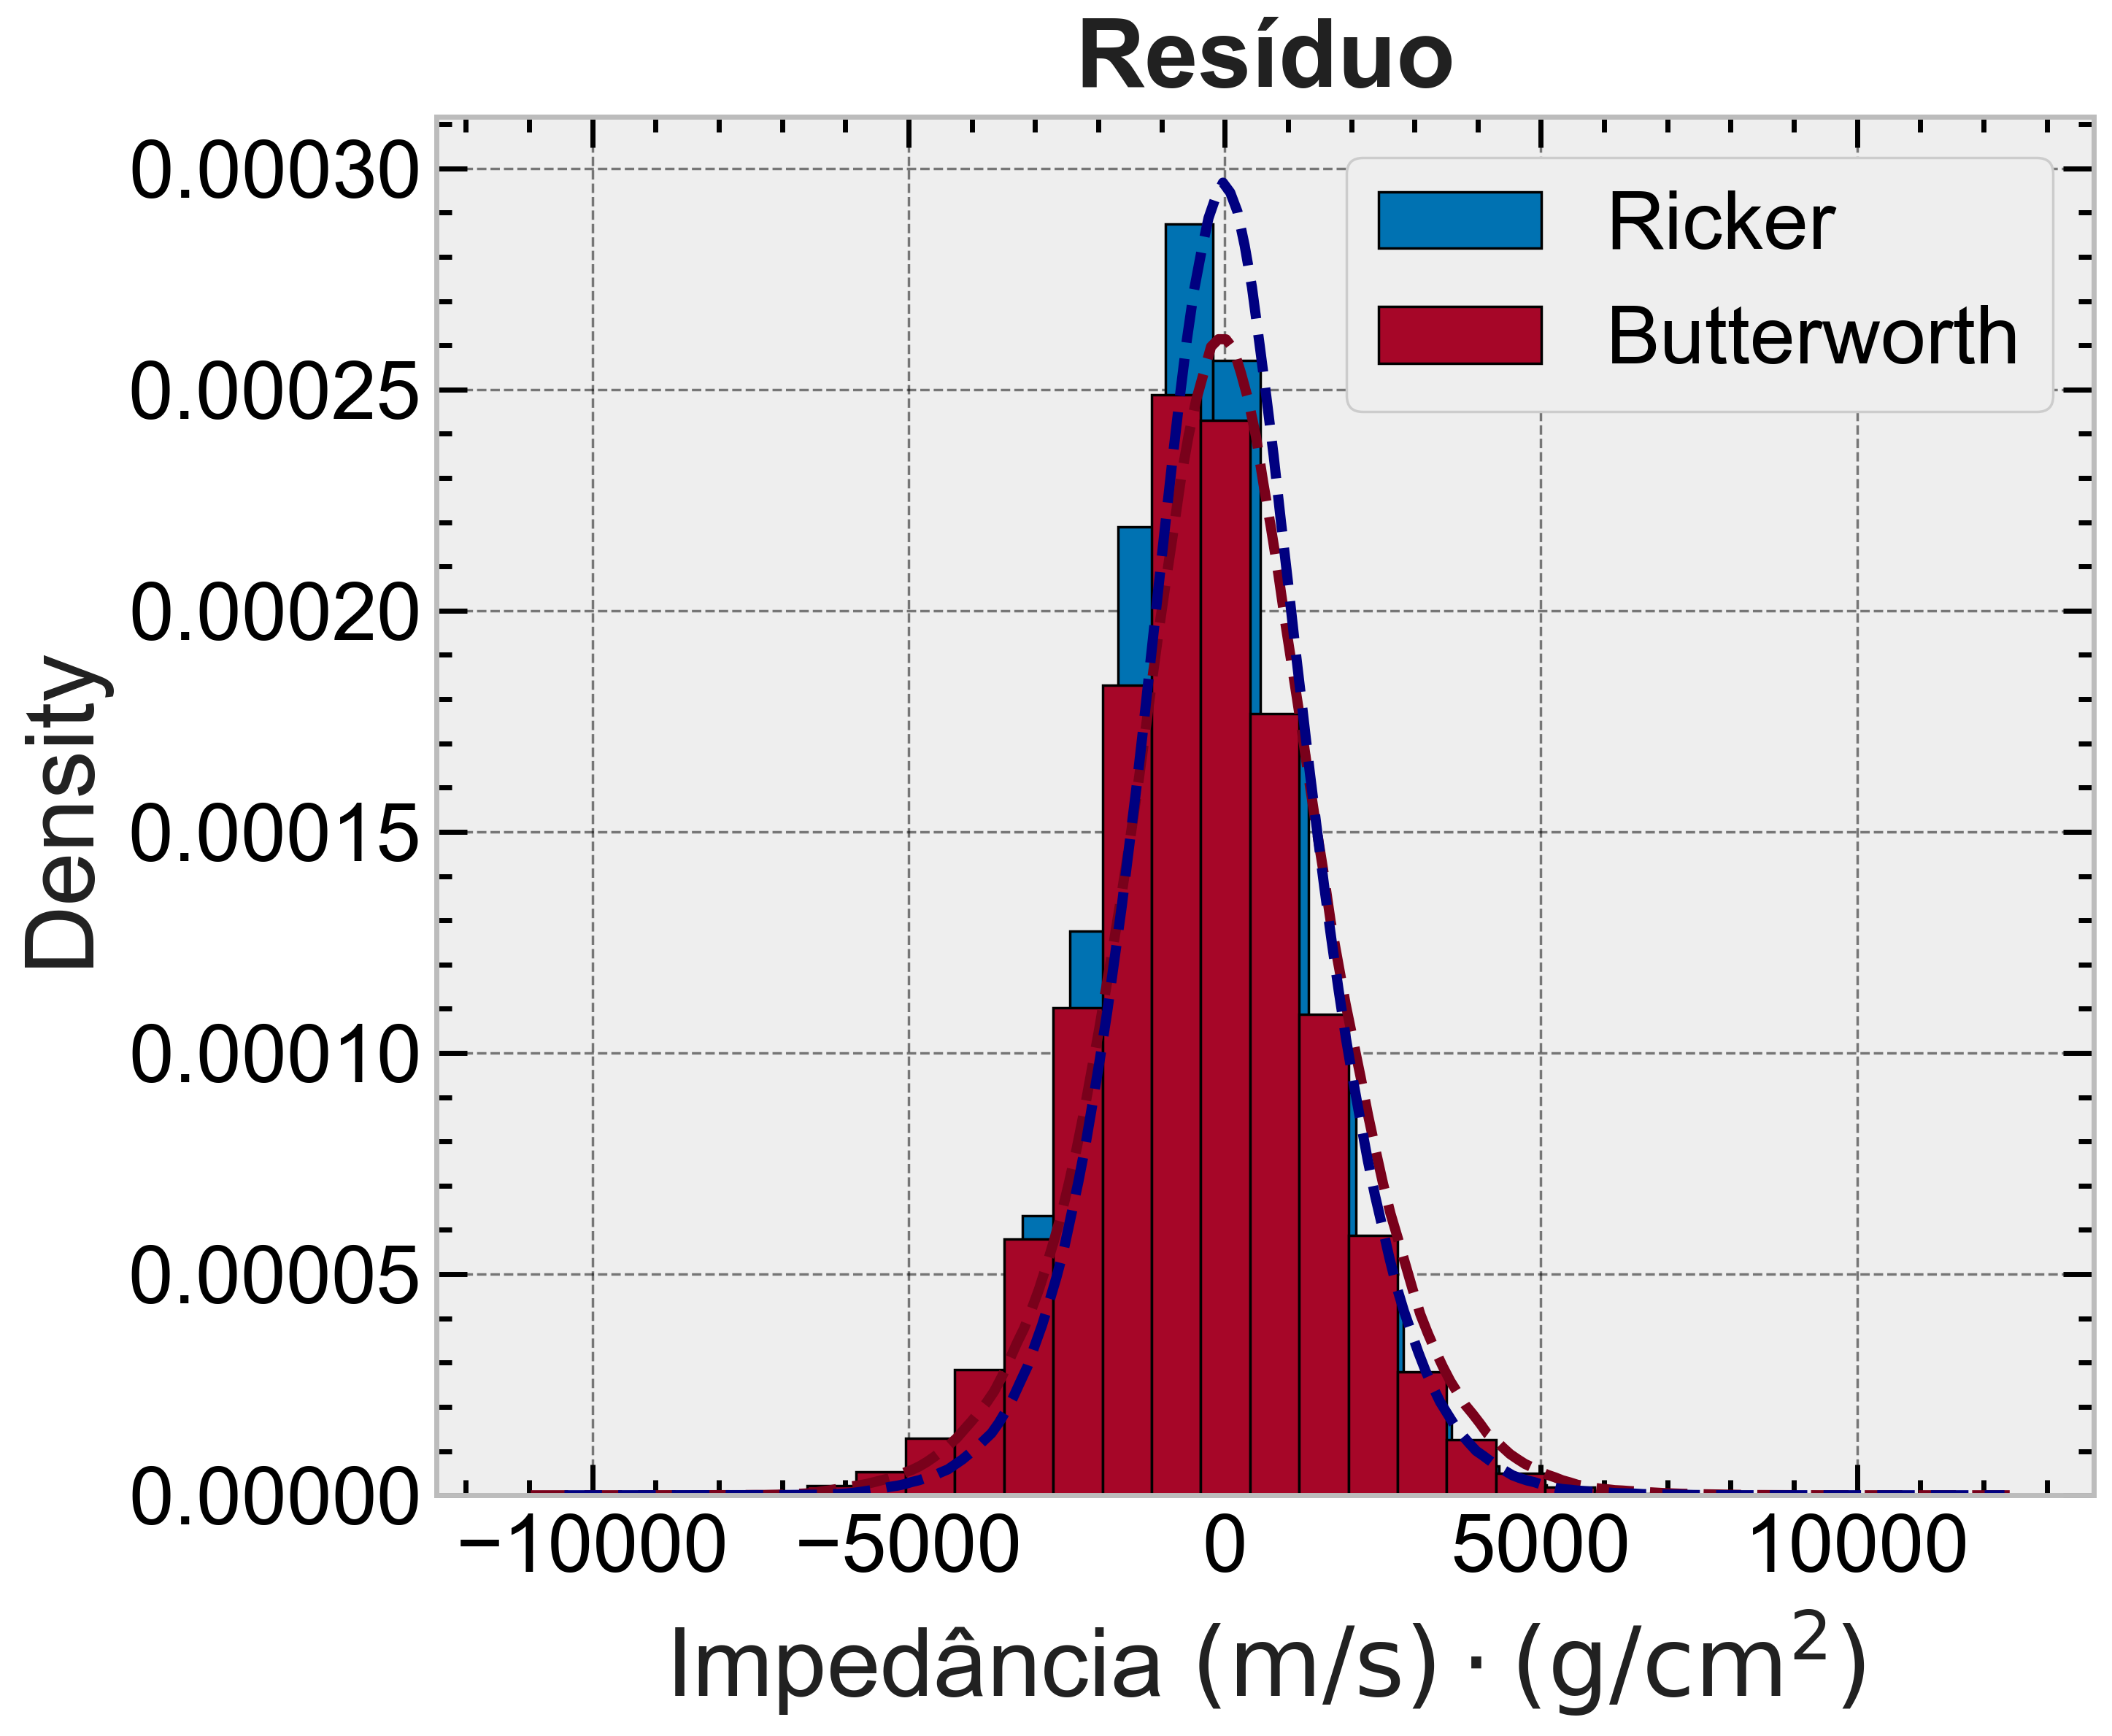 Resíduo
0.00030
0.00025
0.00020
0.00015
0.00010
0.00005
0.00000
Density
Ricker
Butterworth
−10000 −5000 0 5000 10000
Impedância (m/s) · (g/cm²)